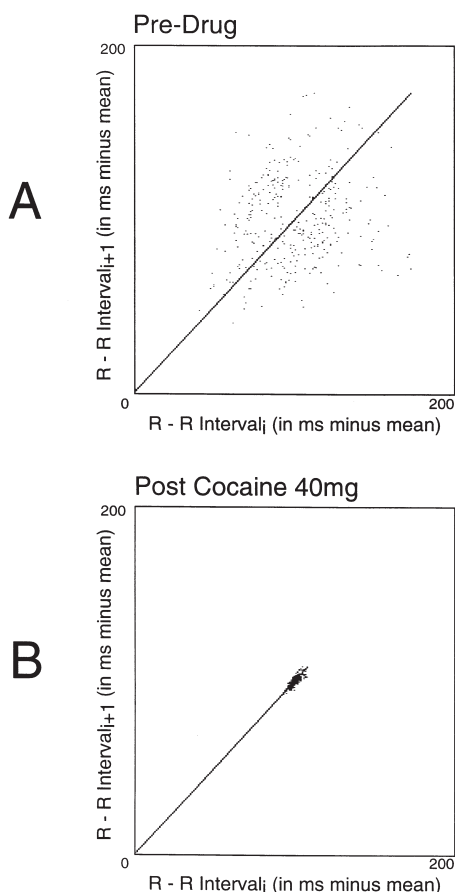 Pre-Drug
200
A
R - R Intervali+1 (in ms minus mean)
0
200
R - R Intervali (in ms minus mean)
Post Cocaine 40mg
200
B
R - R Intervali+1 (in ms minus mean)
0
200
R - R Intervali (in ms minus mean)